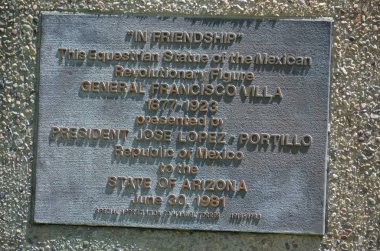 "IN FRIENDSHIP"
This Equestrian Statue of the Mexican
Revolutionary Figure
GENERAL FRANCISCO VILLA
1877-1923
presented by
PRESIDENT JOSE LOPEZ-PORTILLO
Republic of Mexico
to the
STATE OF ARIZONA
June 30, 1981